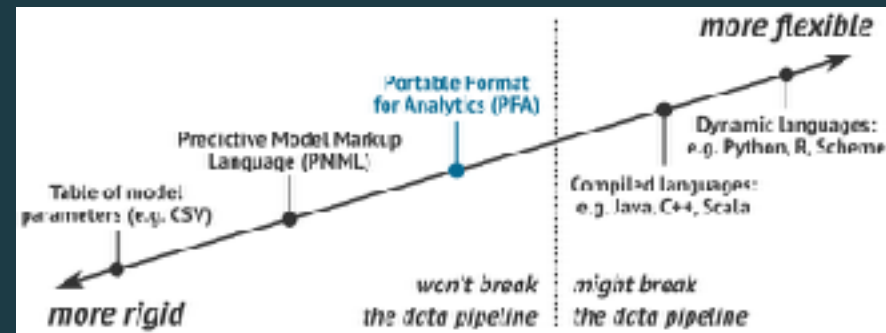 more flexible
Portable Format
for Analytics (PFA)
Dynamic languages:
e.g. Python, R, Scheme
Predictive Model Markup
Language (PMML)
Compiled languages:
e.g. Java, C++, Scala
Table of model
parameters (e.g. CSV)
won't break
the data pipeline
might break
the data pipeline
more rigid